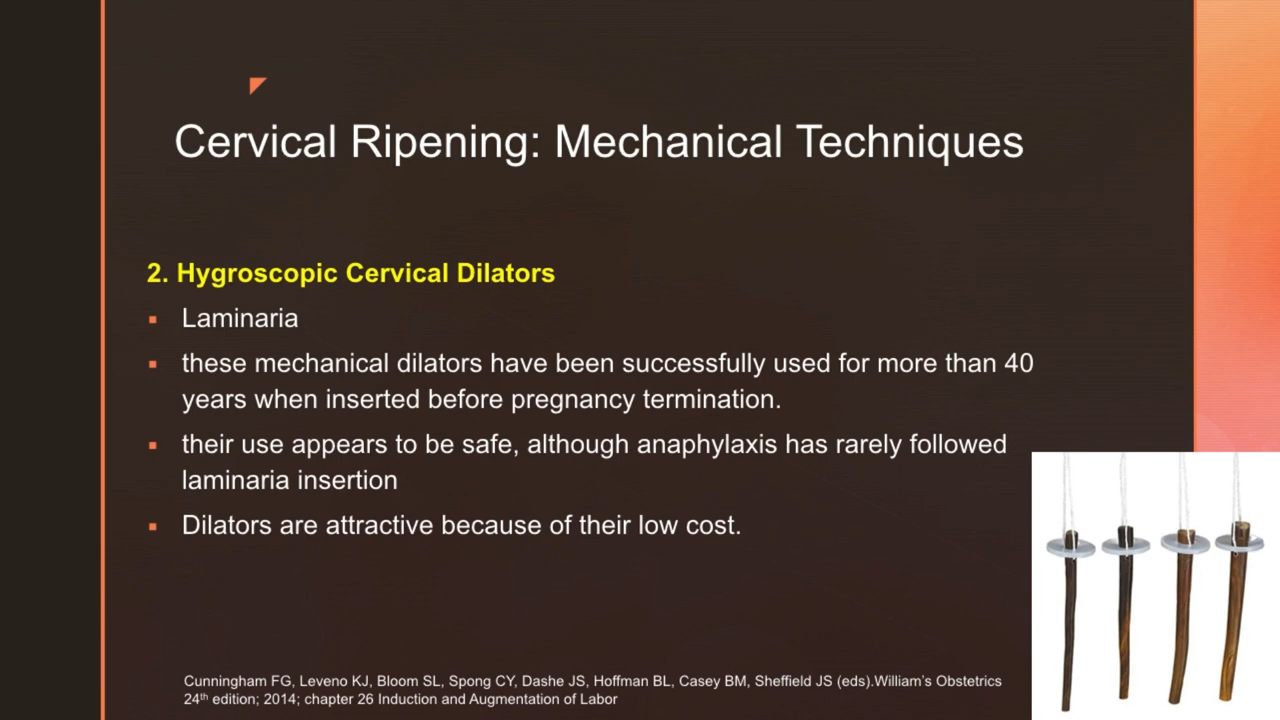 Cervical Ripening: Mechanical Techniques
2. Hygroscopic Cervical Dilators
▪ Laminaria
▪ these mechanical dilators have been successfully used for more than 40
years when inserted before pregnancy termination.
▪ their use appears to be safe, although anaphylaxis has rarely followed
laminaria insertion
▪ Dilators are attractive because of their low cost.
Cunningham FG, Leveno KJ, Bloom SL, Spong CY, Dashe JS, Hoffman BL, Casey BM, Sheffield JS (eds).William’s Obstetrics
24th edition; 2014; chapter 26 Induction and Augmentation of Labor